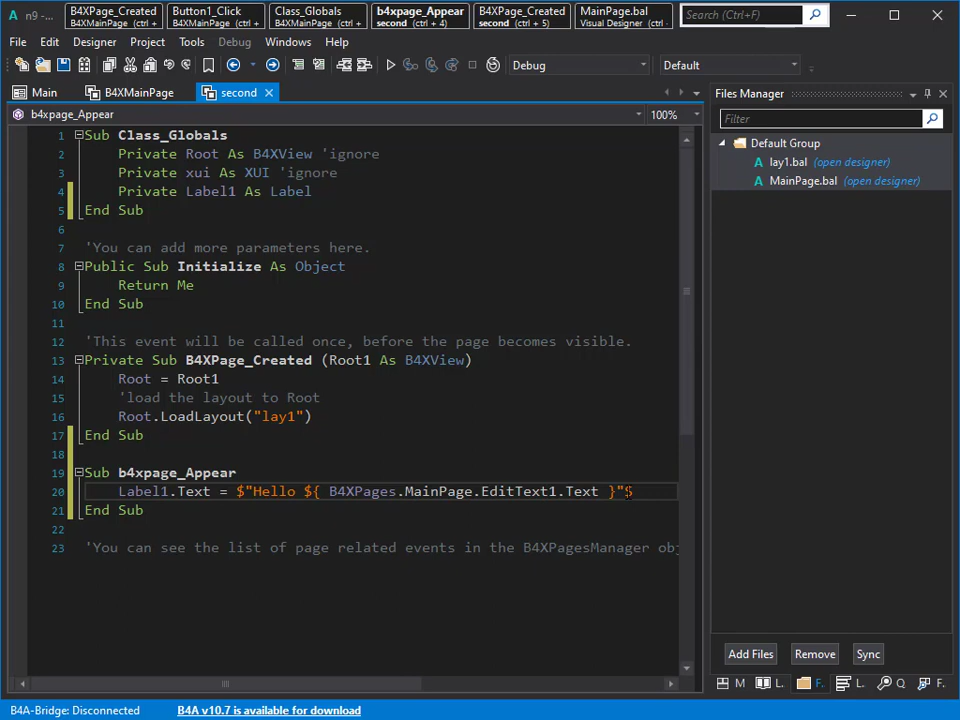 n9 -...
B4XPage_Created
B4XMainPage (ctrl +
Button1_Click
B4XMainPage (ctrl +
Class_Globals
B4XMainPage (ctrl +
b4xpage_Appear
second (ctrl + 4)
B4XPage_Created
second (ctrl + 5)
MainPage.bal
Visual Designer (ctrl
Search (Ctrl+F)
File Edit Designer Project Tools Debug Windows Help
Debug
Default
Main B4XMainPage second
b4xpage_Appear 100%
Files Manager
Filter
Default Group
lay1.bal (open designer)
MainPage.bal (open designer)
1 Sub Class_Globals
2 Private Root As B4XView 'ignore
3 Private xui As XUI 'ignore
4 Private Label1 As Label
5 End Sub
6
7 'You can add more parameters here.
8 Public Sub Initialize As Object
9 Return Me
10 End Sub
11
12 'This event will be called once, before the page becomes visible.
13 Private Sub B4XPage_Created (Root1 As B4XView)
14 Root = Root1
15 'load the layout to Root
16 Root.LoadLayout("lay1")
17 End Sub
18
19 Sub b4xpage_Appear
20 Label1.Text = $"Hello ${ B4XPages.MainPage.EditText1.Text }"$
21 End Sub
22
23 'You can see the list of page related events in the B4XPagesManager obj
Add Files Remove Sync
M L. F. L. Q F.
B4A-Bridge: Disconnected B4A v10.7 is available for download